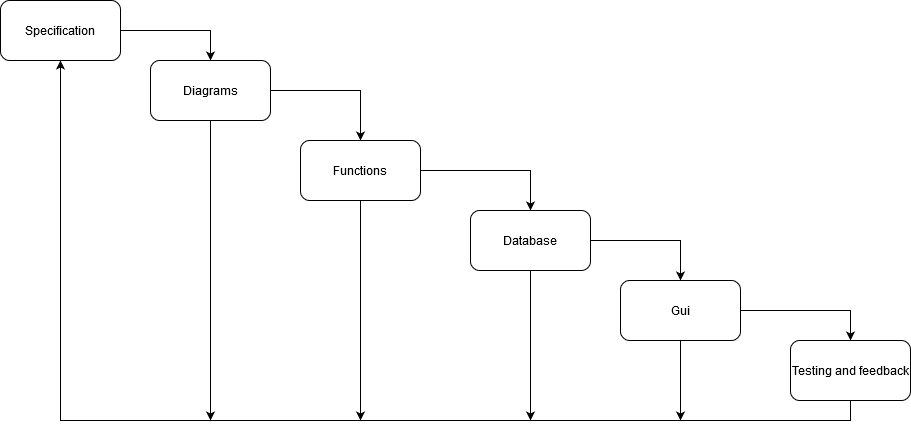 Specification
Diagrams
Functions
Database
Gui
Testing and feedback